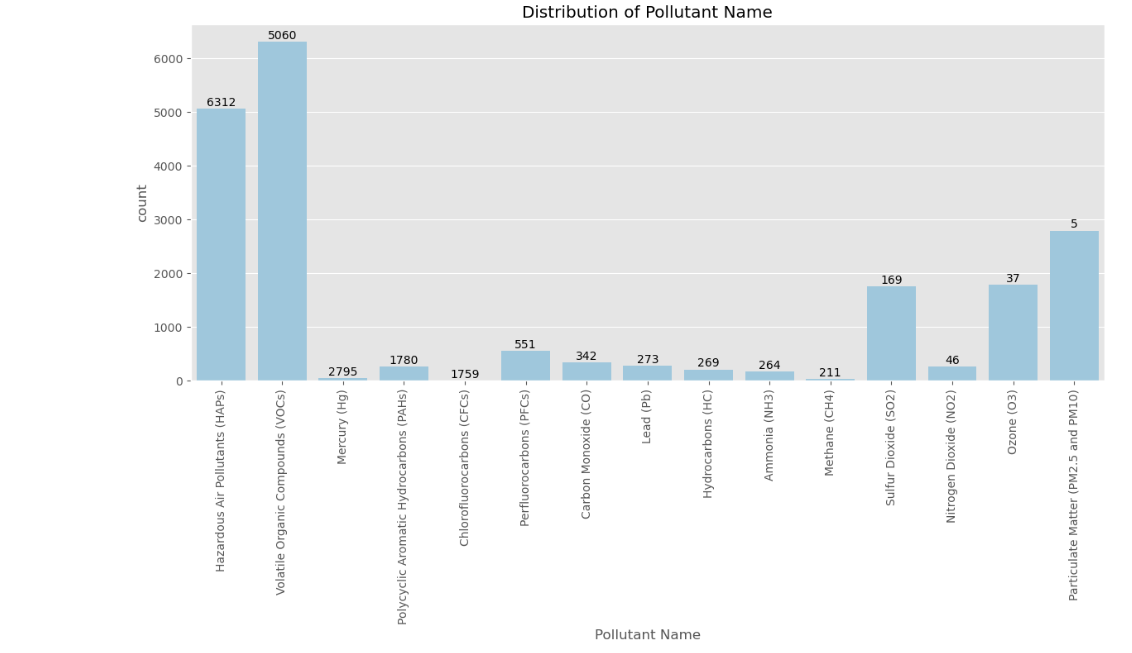 Distribution of Pollutant Name
count
6000
5000
4000
3000
2000
1000
0
6312
5060
2795
1780
1759
551
342
273
269
264
211
169
46
37
5
Hazardous Air Pollutants (HAPs)
Volatile Organic Compounds (VOCs)
Mercury (Hg)
Polycyclic Aromatic Hydrocarbons (PAHs)
Chlorofluorocarbons (CFCs)
Perfluorocarbons (PFCs)
Carbon Monoxide (CO)
Lead (Pb)
Hydrocarbons (HC)
Ammonia (NH3)
Methane (CH4)
Sulfur Dioxide (SO2)
Nitrogen Dioxide (NO2)
Ozone (O3)
Particulate Matter (PM2.5 and PM10)
Pollutant Name